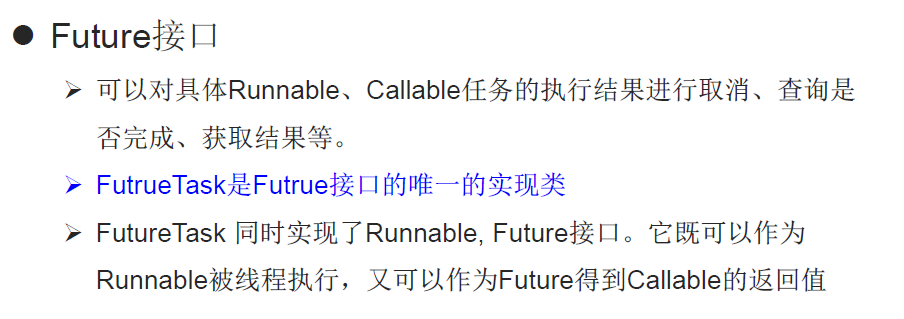 ● Future接口
➢ 可以对具体Runnable、Callable任务的执行结果进行取消、查询是
否完成、获取结果等。
➢ FutrueTask是Futrue接口的唯一的实现类
➢ FutureTask 同时实现了Runnable, Future接口。它既可以作为
Runnable被线程执行，又可以作为Future得到Callable的返回值